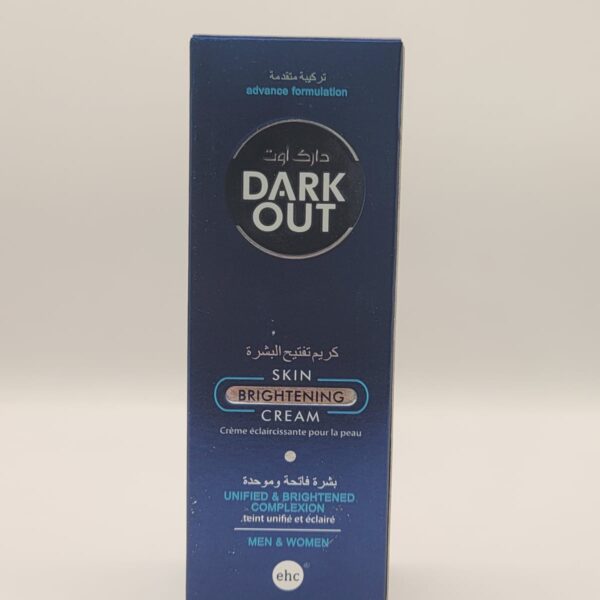 تركيبة متقدمة
advance formulation
دارك أوت
DARK
OUT
كريم تفتيح البشرة
SKIN
BRIGHTENING
CREAM
Crème éclaircissante pour la peau
بشرة فاتحة وموحدة
UNIFIED & BRIGHTENED
COMPLEXION
teint unifié et éclairé
MEN & WOMEN
ehc